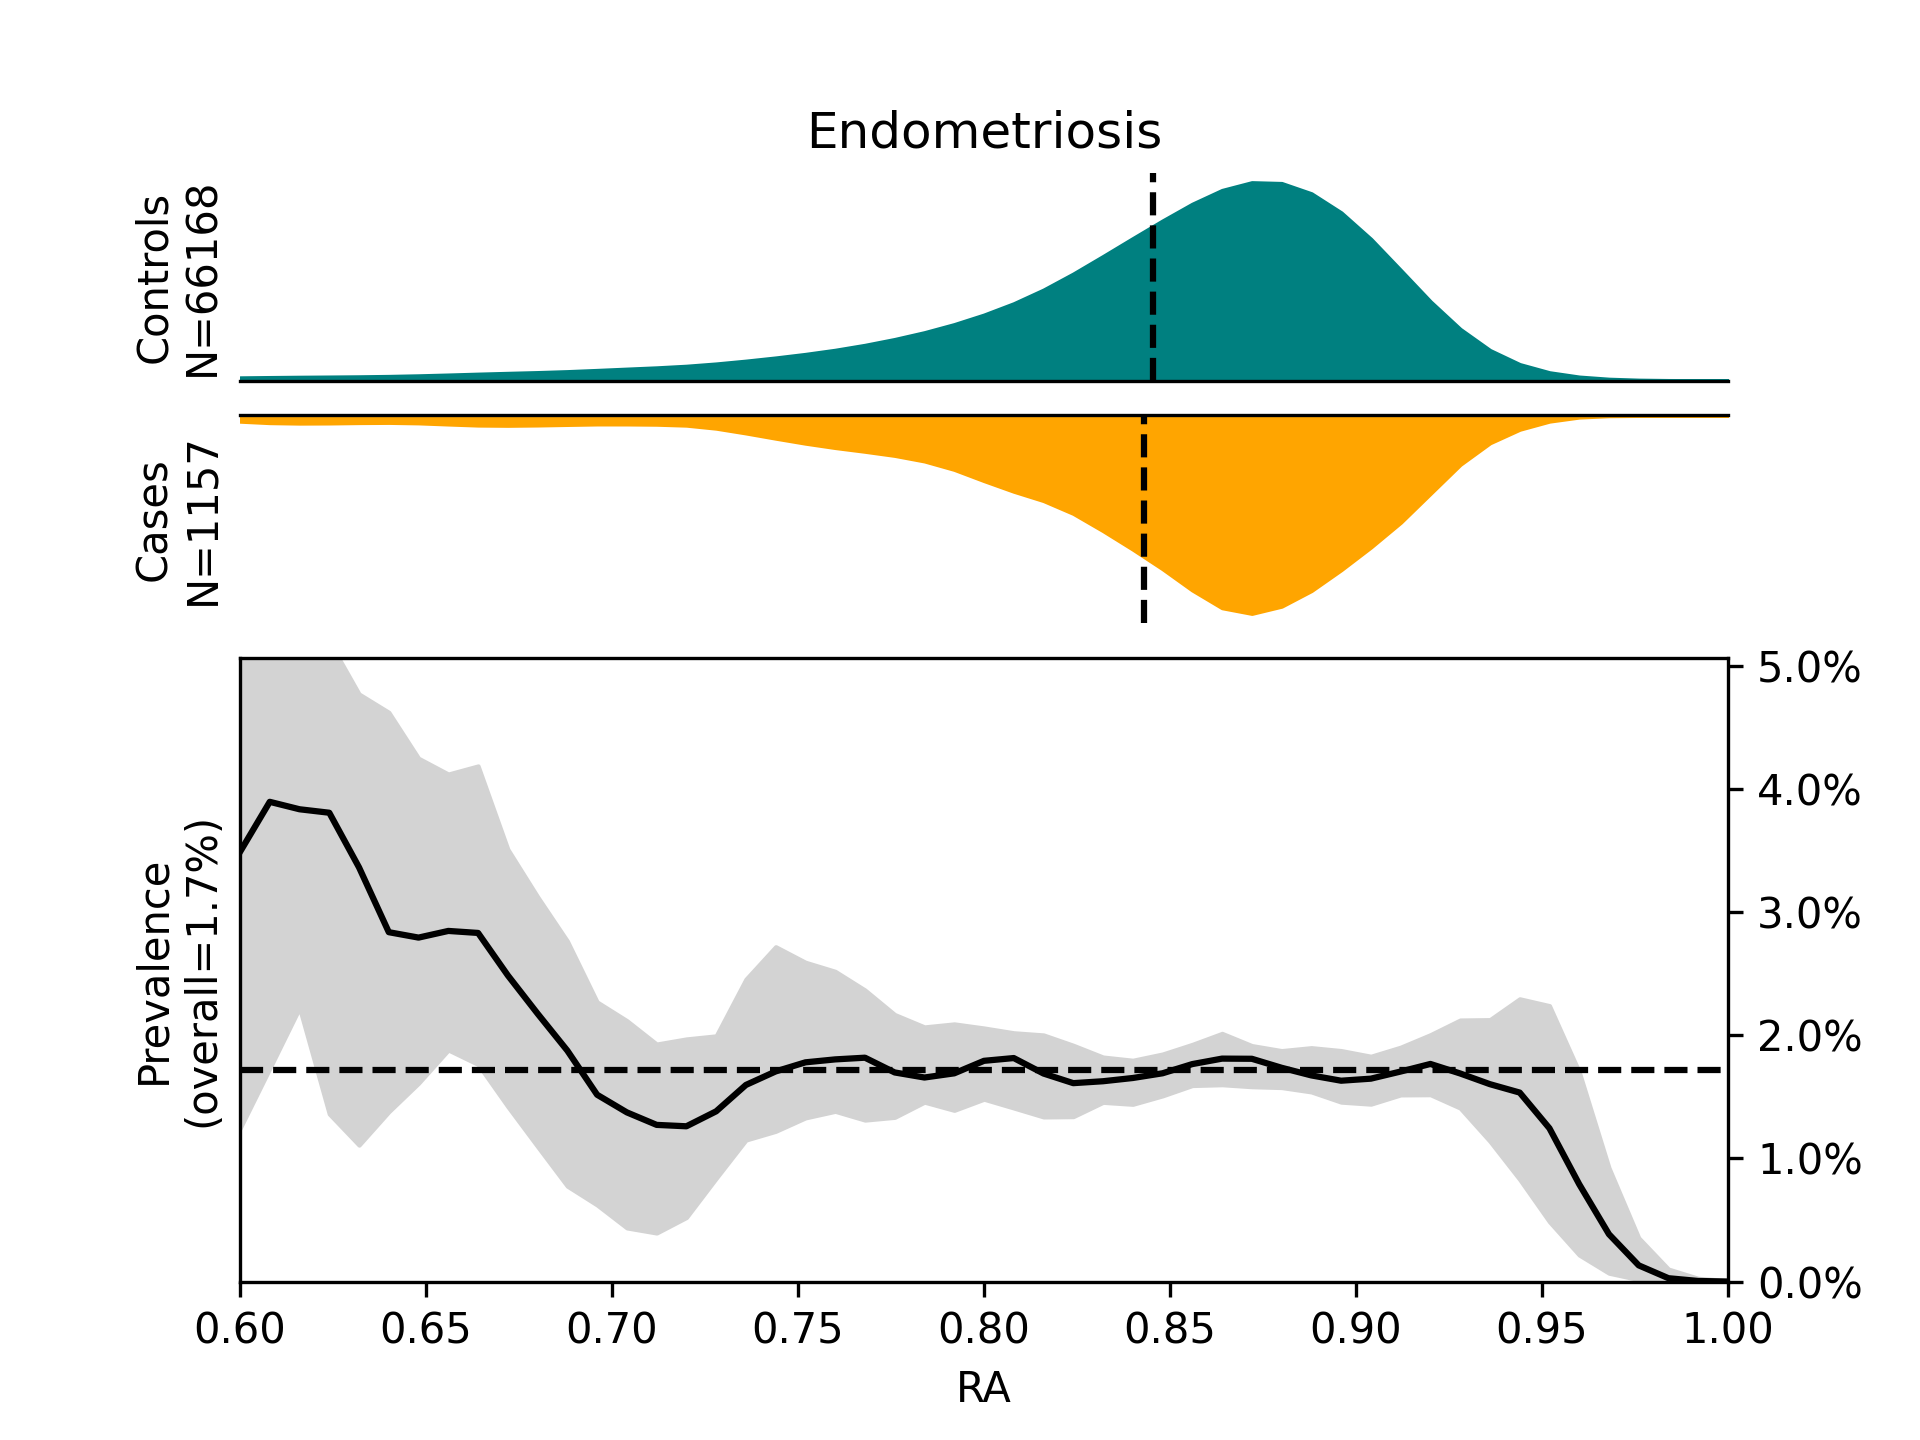 Endometriosis
Controls
N=66168
Cases
N=1157
Prevalence
(overall=1.7%)
5.0%
4.0%
3.0%
2.0%
1.0%
0.0%
0.60 0.65 0.70 0.75 0.80 0.85 0.90 0.95 1.00
RA